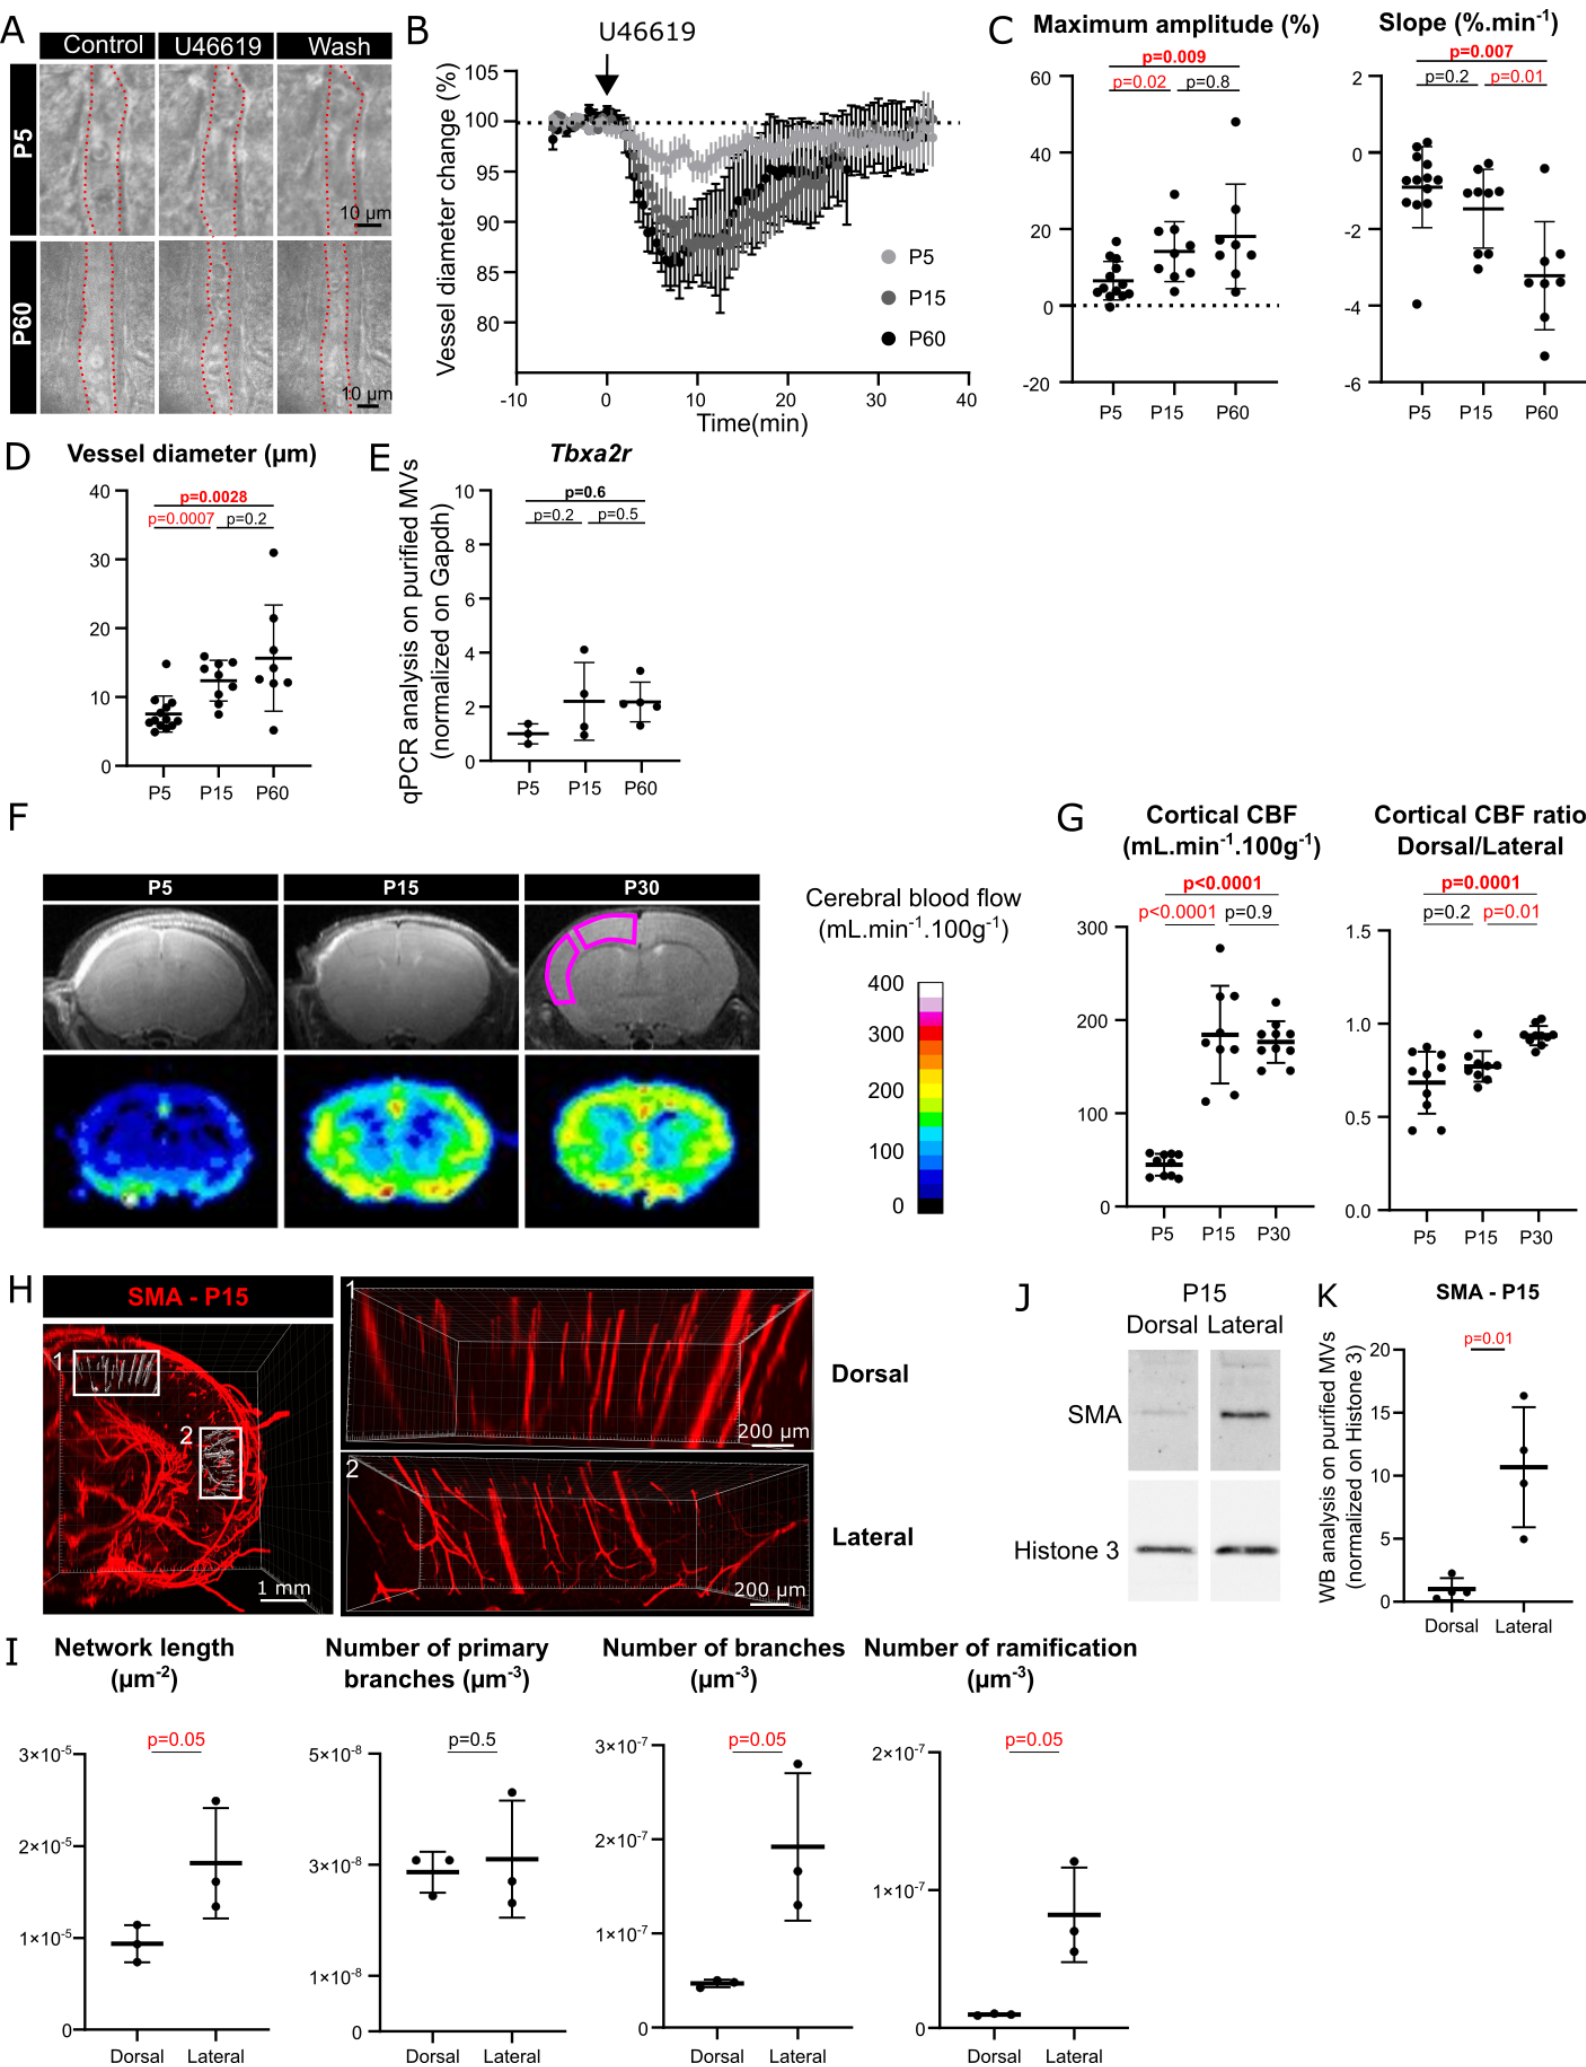 A
Control
U46619
Wash
P5
P60
10 µm
10 µm
B
U46619
Vessel diameter change (%)
105
100
95
90
85
80
P5
P15
P60
-10
0
10
20
30
40
Time(min)
C
Maximum amplitude (%)
p=0.009
p=0.02
p=0.8
60
40
20
0
-20
P5
P15
P60
Slope (%.min⁻¹)
p=0.007
p=0.2
p=0.01
2
0
-2
-4
-6
P5
P15
P60
D
Vessel diameter (µm)
p=0.0028
p=0.0007
p=0.2
40
30
20
10
0
P5
P15
P60
E
Tbxa2r
qPCR analysis on purified MVs
(normalized on Gapdh)
p=0.6
p=0.2
p=0.5
10
8
6
4
2
0
P5
P15
P60
F
P5
P15
P30
Cerebral blood flow
(mL.min⁻¹.100g⁻¹)
400
300
200
100
0
G
Cortical CBF
(mL.min⁻¹.100g⁻¹)
p<0.0001
p<0.0001
p=0.9
300
200
100
0
P5
P15
P30
Cortical CBF ratio
Dorsal/Lateral
p=0.0001
p=0.2
p=0.01
1.5
1.0
0.5
0.0
P5
P15
P30
H
SMA - P15
1
2
1 mm
1
200 µm
Dorsal
2
200 µm
Lateral
J
P15
Dorsal
Lateral
SMA
Histone 3
K
SMA - P15
WB analysis on purified MVs
(normalized on Histone 3)
p=0.01
20
15
10
5
0
Dorsal
Lateral
I
Network length
(µm⁻²)
p=0.05
3×10⁻⁵
2×10⁻⁵
1×10⁻⁵
0
Dorsal
Lateral
Number of primary
branches (µm⁻³)
p=0.5
5×10⁻⁸
3×10⁻⁸
1×10⁻⁸
0
Dorsal
Lateral
Number of branches
(µm⁻³)
p=0.05
3×10⁻⁷
2×10⁻⁷
1×10⁻⁷
0
Dorsal
Lateral
Number of ramification
(µm⁻³)
p=0.05
2×10⁻⁷
1×10⁻⁷
0
Dorsal
Lateral